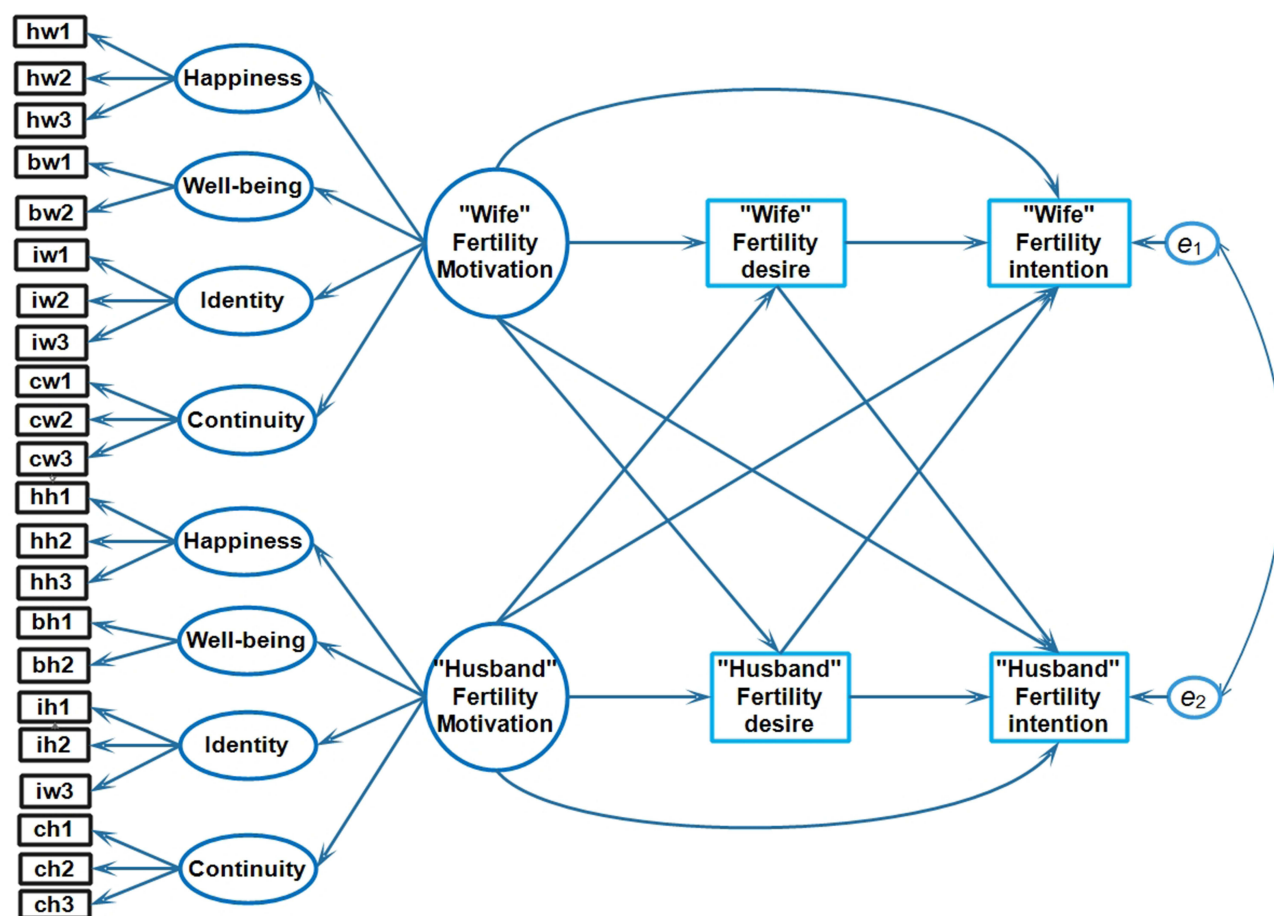 hw1
hw2
hw3
bw1
bw2
iw1
iw2
iw3
cw1
cw2
cw3
hh1
hh2
hh3
bh1
bh2
ih1
ih2
iw3
ch1
ch2
ch3
Happiness
Well-being
Identity
Continuity
Happiness
Well-being
Identity
Continuity
"Wife"
Fertility
Motivation
"Wife"
Fertility
desire
"Wife"
Fertility
intention
e1
"Husband"
Fertility
Motivation
"Husband"
Fertility
desire
"Husband"
Fertility
intention
e2